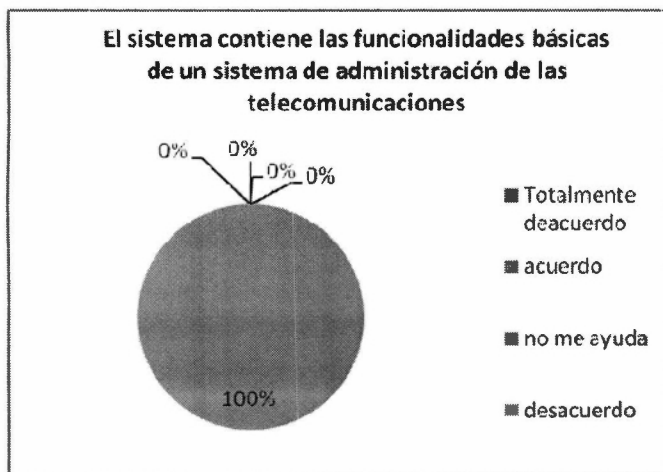 El sistema contiene las funcionalidades básicas
de un sistema de administración de las
telecomunicaciones
0%
0%
0%
0%
100%
Totalmente
deacuerdo
acuerdo
no me ayuda
desacuerdo